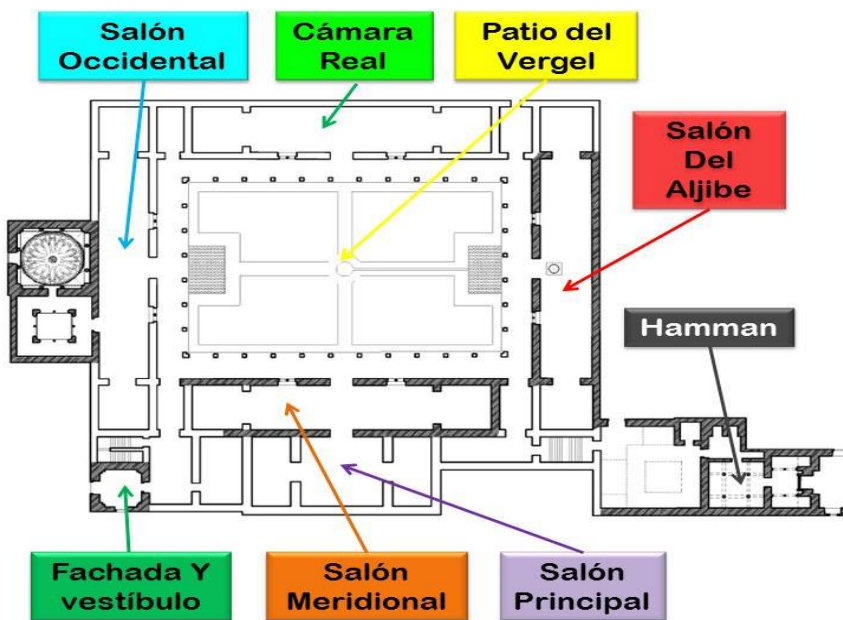 Salón
Occidental
Cámara
Real
Patio del
Vergel
Salón
Del
Aljibe
Hamman
Fachada Y
vestíbulo
Salón
Meridional
Salón
Principal